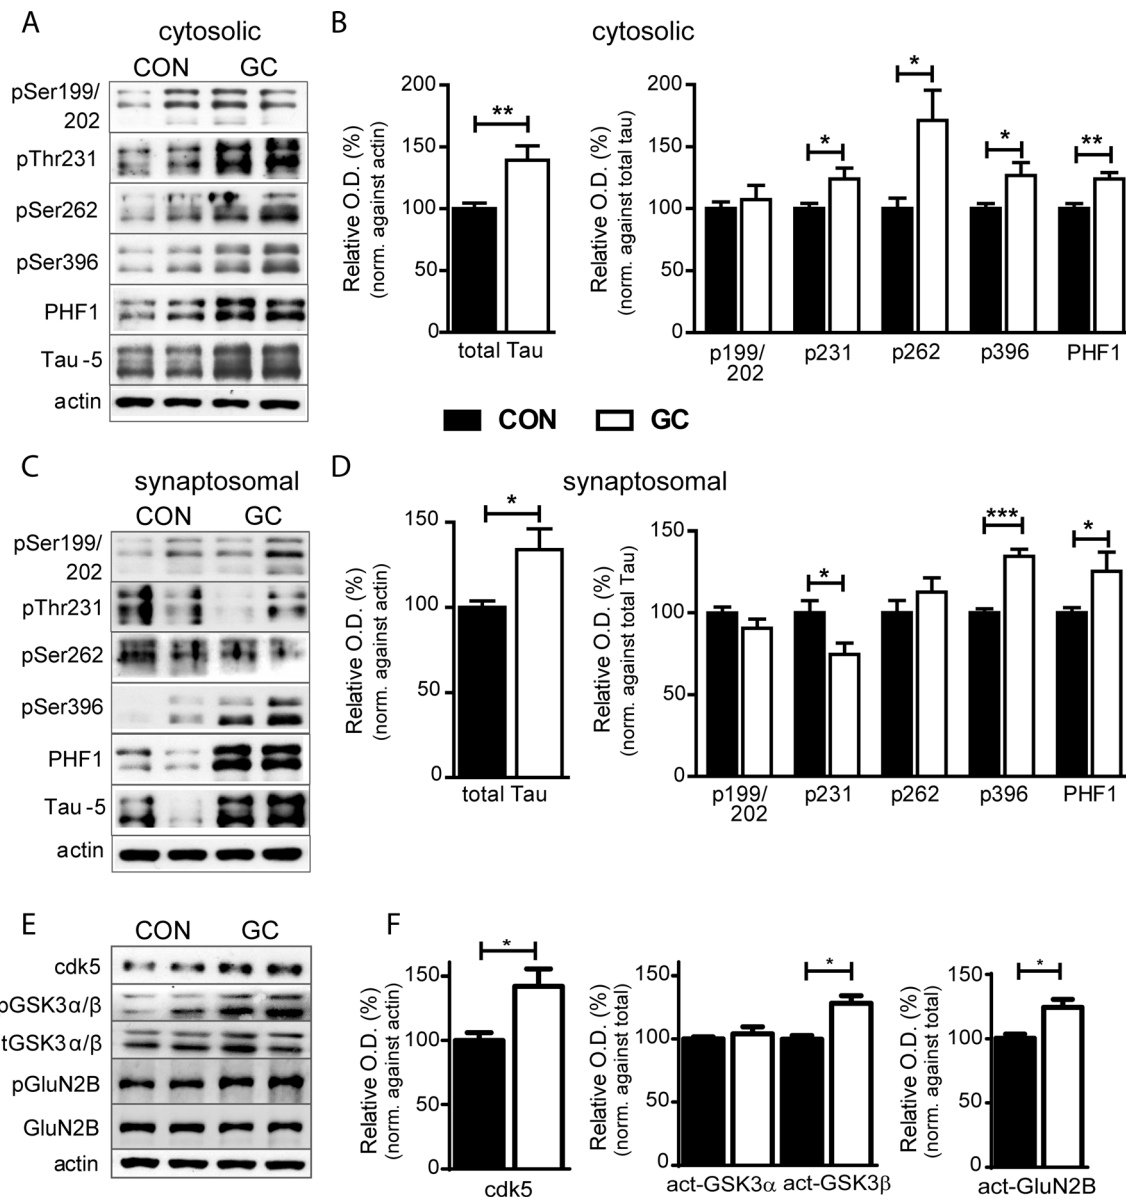 A
cytosolic
CON GC
pSer199/
202
pThr231
pSer262
pSer396
PHF1
Tau-5
actin
B
cytosolic
Relative O.D. (%)
(norm. against actin)
200
150
100
50
0
**
total Tau
Relative O.D. (%)
(norm. against total tau)
200
150
100
50
0
*
*
*
**
p199/
202
p231
p262
p396
PHF1
CON GC
C
synaptosomal
CON GC
pSer199/
202
pThr231
pSer262
pSer396
PHF1
Tau-5
actin
D
synaptosomal
Relative O.D. (%)
(norm. against actin)
150
100
50
0
*
total Tau
Relative O.D. (%)
(norm. against total Tau)
150
100
50
0
*
***
*
p199/
202
p231
p262
p396
PHF1
E
CON GC
cdk5
pGSK3α/β
tGSK3α/β
pGluN2B
GluN2B
actin
F
Relative O.D. (%)
(norm. against actin)
150
100
50
0
*
cdk5
Relative O.D. (%)
(norm. against total)
150
100
50
0
*
act-GSK3α act-GSK3β
Relative O.D. (%)
(norm. against total)
150
100
50
0
*
act-GluN2B